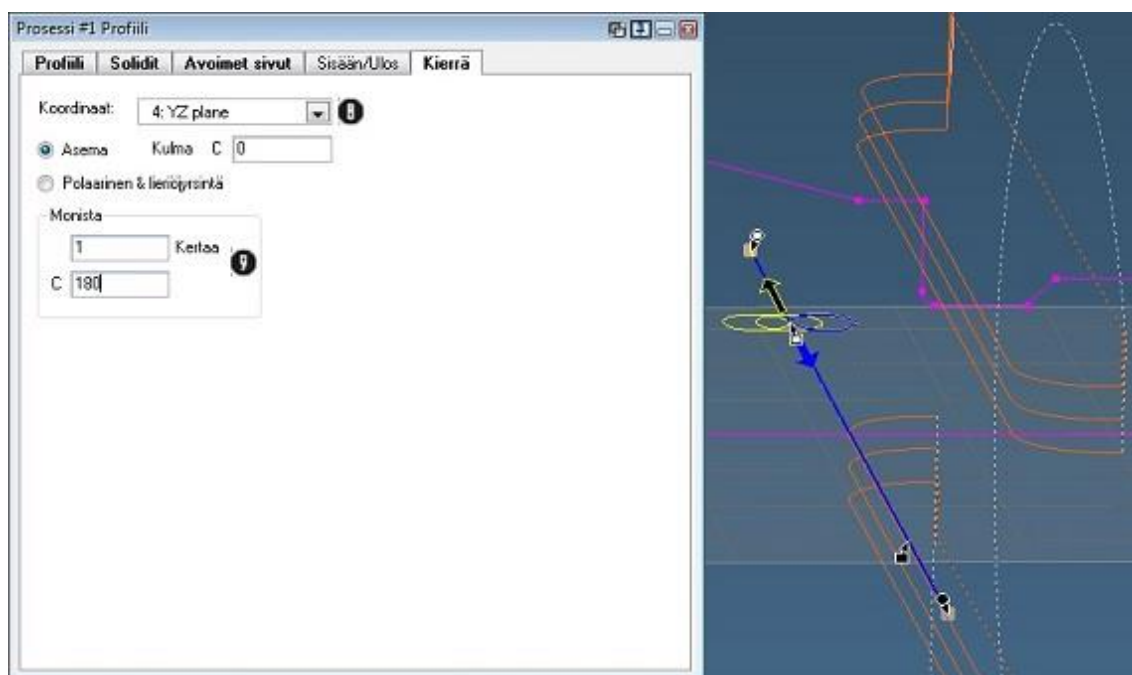 Prosessi #1 Profiili
Profiili Solidit Avoimet sivut Sisään/Ulos Kierrä
Koordinaat: 4: YZ plane 8
Asema Kulma C 0
Polaarinen & lieriöjyrsintä
Monista
1 Kertaa
9
C 180